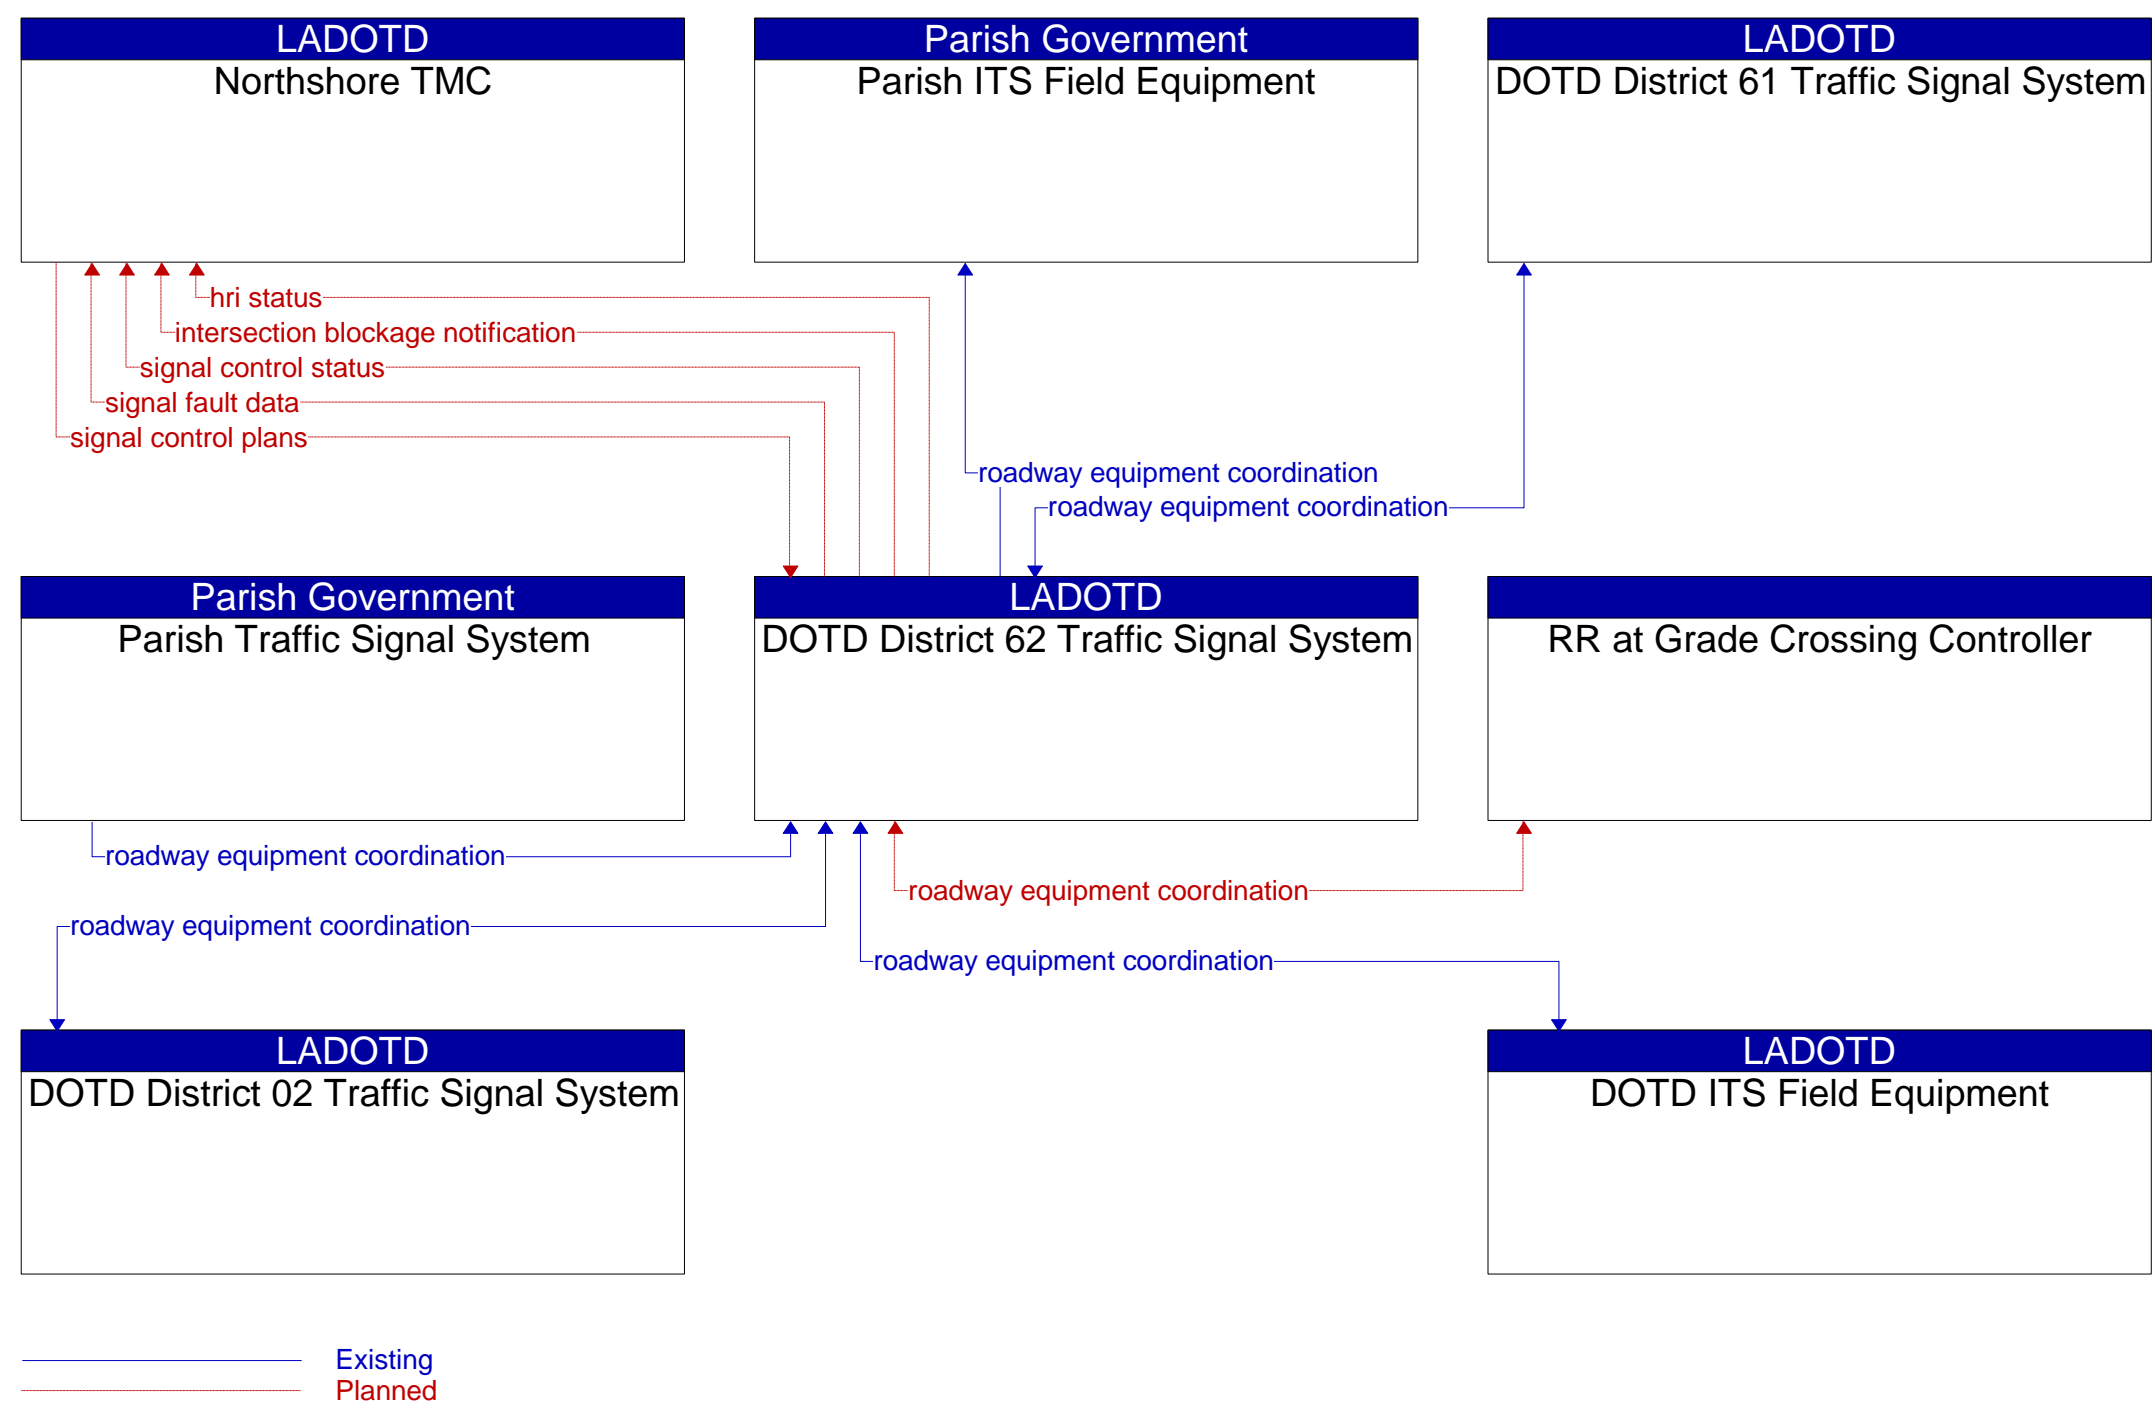 LADOTD
Northshore TMC
Parish Government
Parish ITS Field Equipment
LADOTD
DOTD District 61 Traffic Signal System
hri status
intersection blockage notification
signal control status
signal fault data
signal control plans
roadway equipment coordination
roadway equipment coordination
Parish Government
Parish Traffic Signal System
LADOTD
DOTD District 62 Traffic Signal System
RR at Grade Crossing Controller
roadway equipment coordination
roadway equipment coordination
roadway equipment coordination
roadway equipment coordination
LADOTD
DOTD District 02 Traffic Signal System
LADOTD
DOTD ITS Field Equipment
Existing
Planned